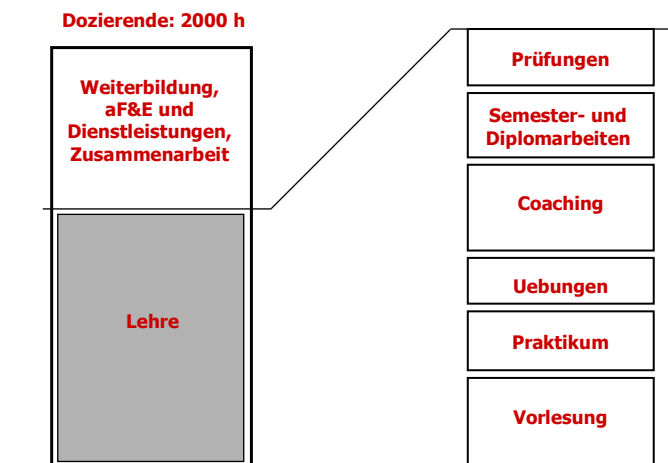 Dozierende: 2000 h
Weiterbildung,
aF&E und
Dienstleistungen,
Zusammenarbeit
Lehre
Prüfungen
Semester- und
Diplomarbeiten
Coaching
Uebungen
Praktikum
Vorlesung